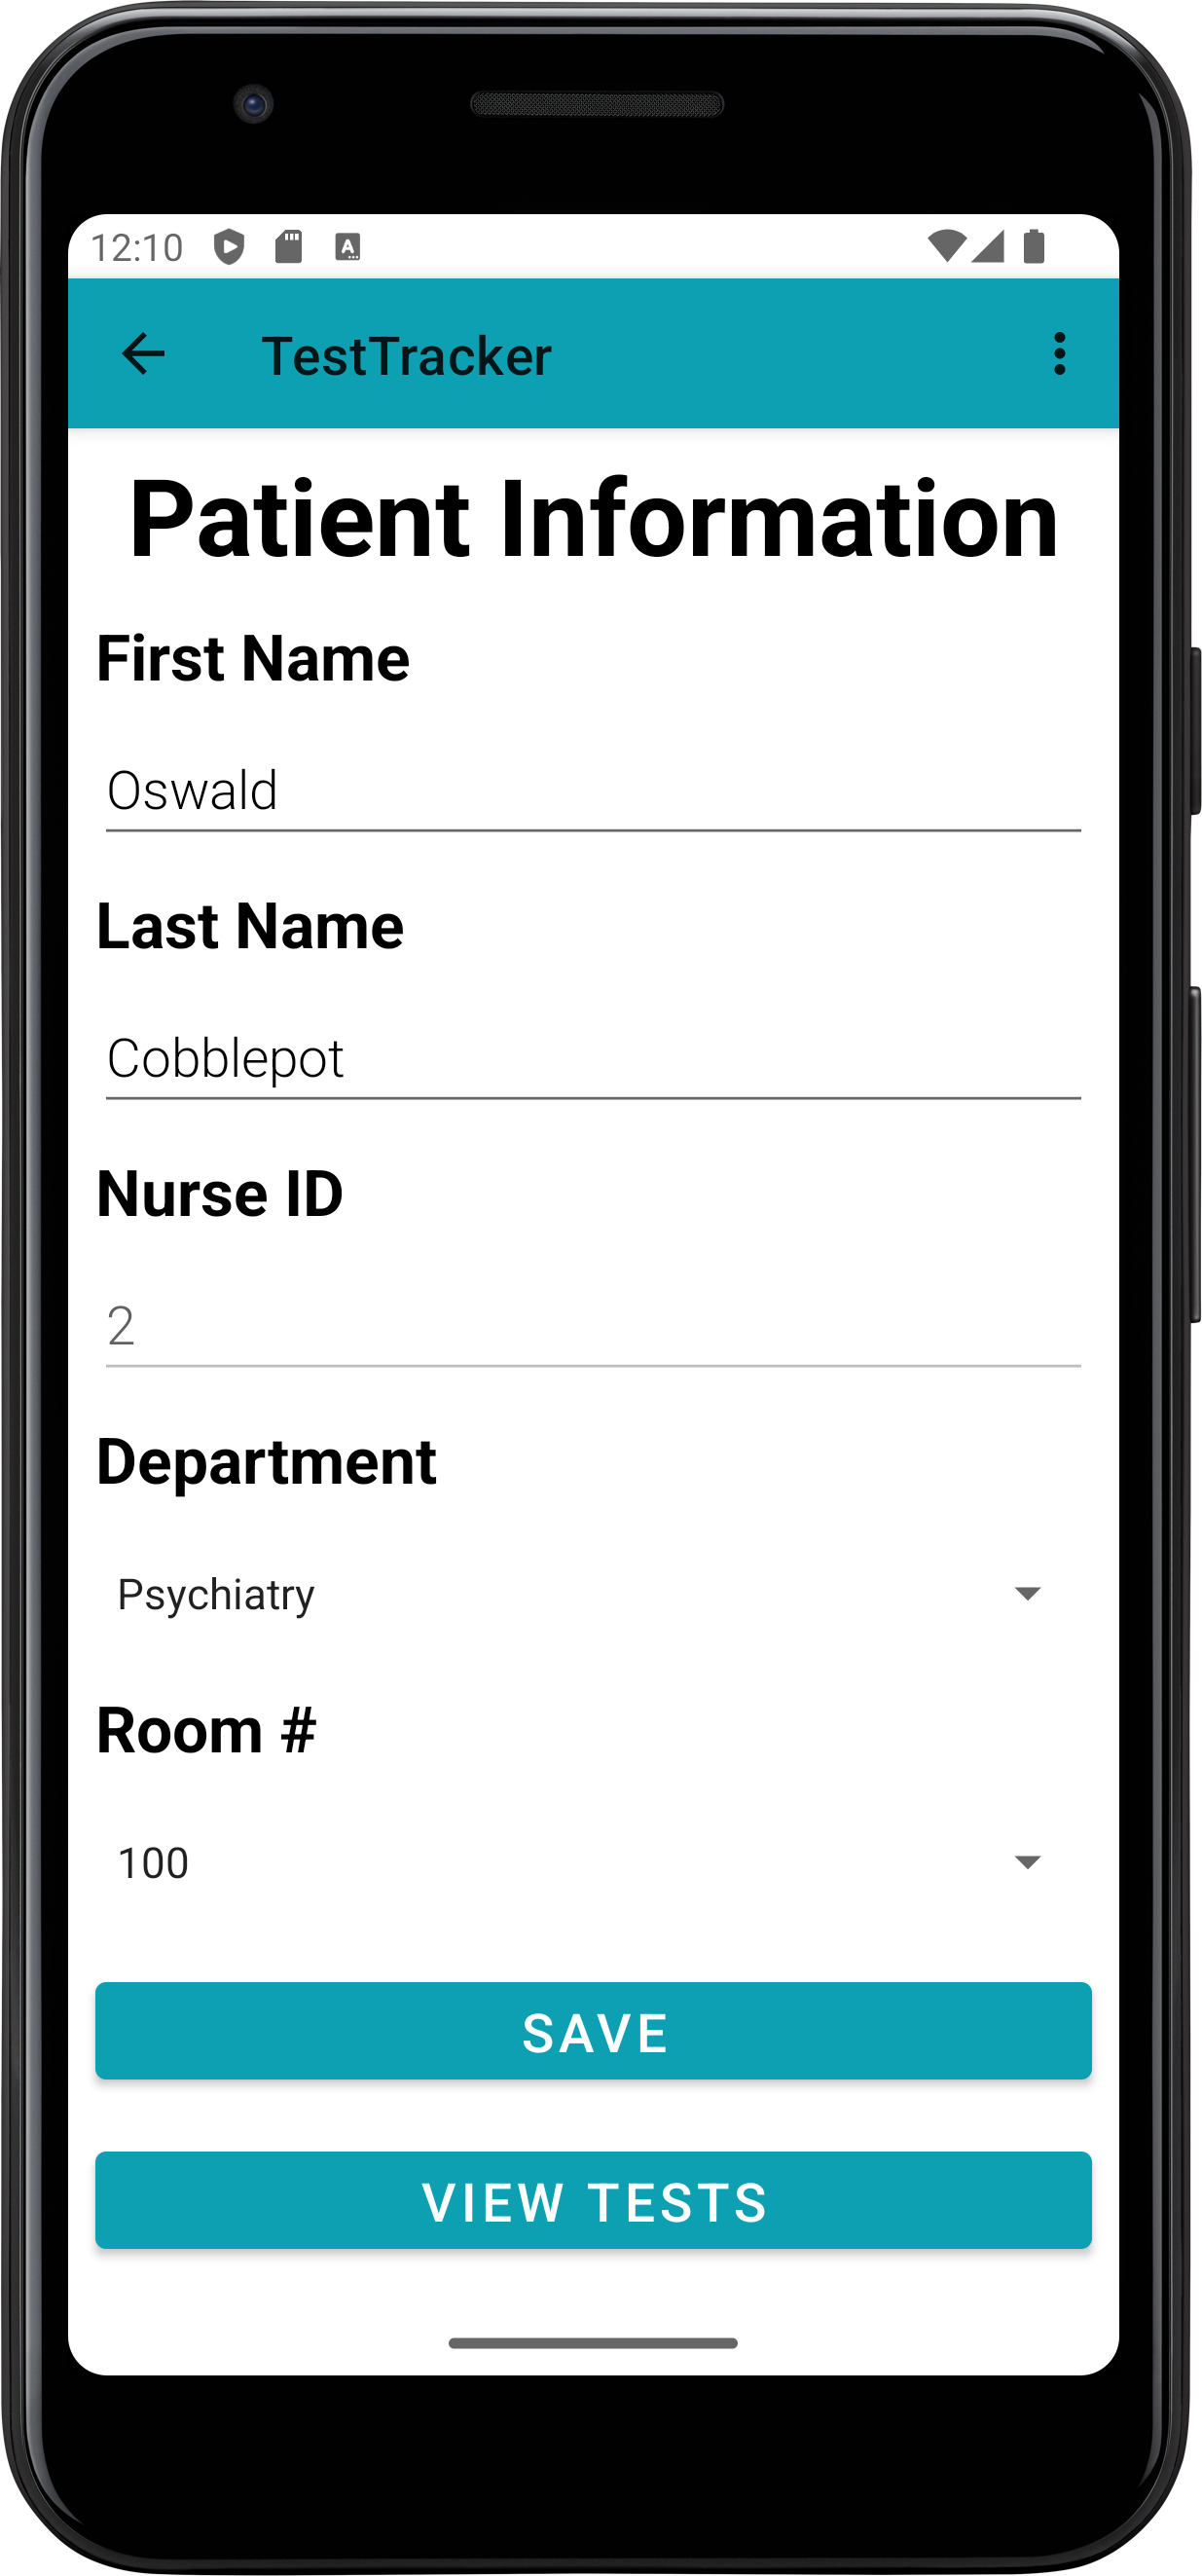 12:10
TestTracker
Patient Information
First Name
Oswald
Last Name
Cobblepot
Nurse ID
2
Department
Psychiatry
Room #
100
SAVE
VIEW TESTS